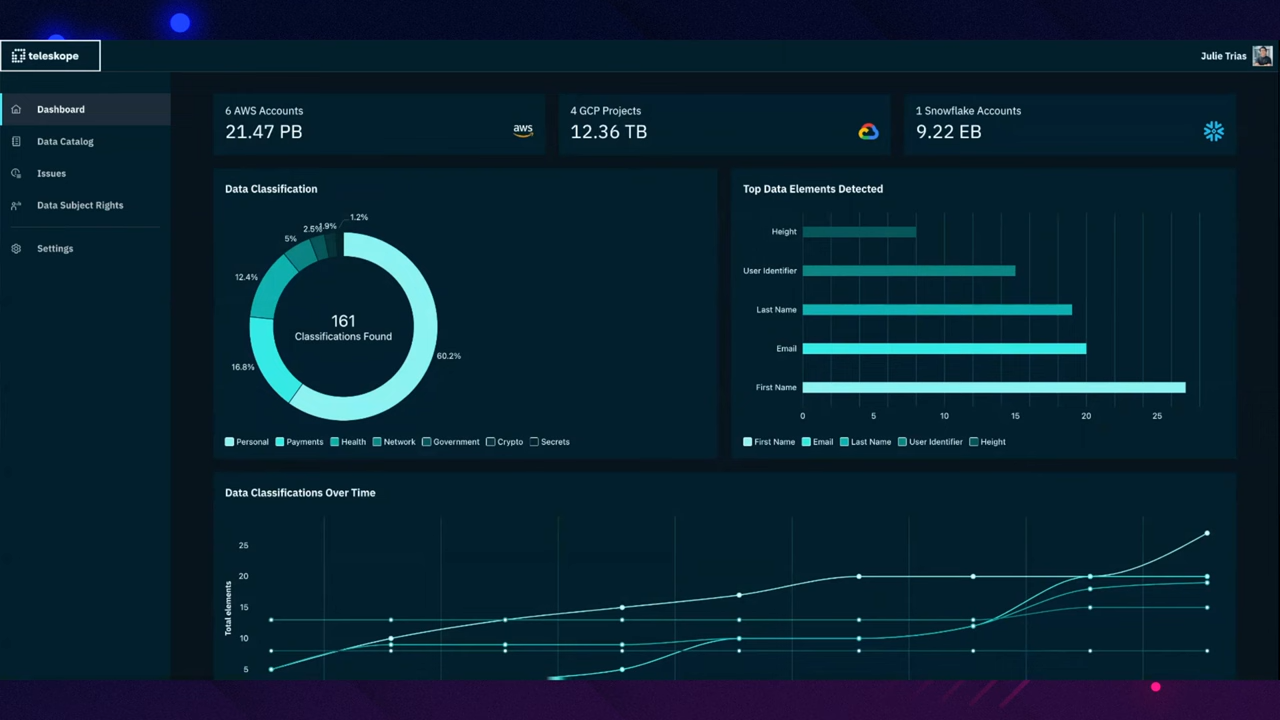 teleskope
Julie Trias
Dashboard
Data Catalog
Issues
Data Subject Rights
Settings
6 AWS Accounts
21.47 PB
aws
4 GCP Projects
12.36 TB
1 Snowflake Accounts
9.22 EB
Data Classification
1.2%
1.9%
2.5%
5%
12.4%
16.8%
60.2%
161
Classifications Found
Personal Payments Health Network Government Crypto Secrets
Top Data Elements Detected
Height
User Identifier
Last Name
Email
First Name
0 5 10 15 20 25
First Name Email Last Name User Identifier Height
Data Classifications Over Time
Total elements
25
20
15
10
5